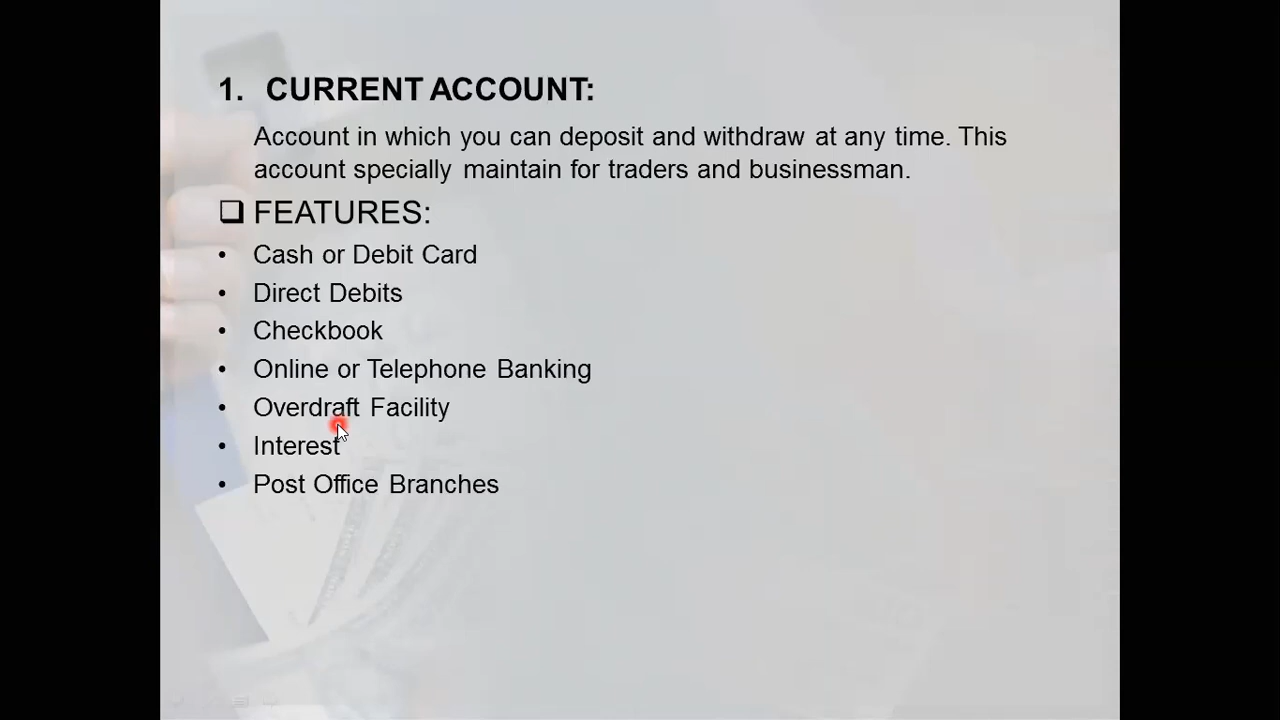 1. CURRENT ACCOUNT:
Account in which you can deposit and withdraw at any time. This
account specially maintain for traders and businessman.
❑ FEATURES:
• Cash or Debit Card
• Direct Debits
• Checkbook
• Online or Telephone Banking
• Overdraft Facility
• Interest
• Post Office Branches